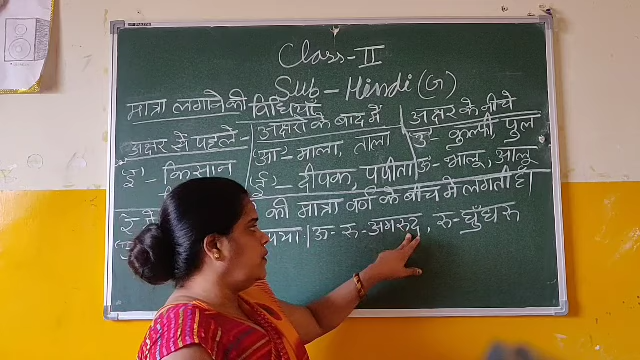 Class-II
Sub-Hindi (G)
मात्रा लगाने की विधियाँ
अक्षर से पहले- अक्षरों के बाद में अक्षर के नीचे
'इ'- किसान 'आ'- माला, ताला 'उ' कुल्फी, पुल
'ई'- दीपक, पपीता 'ऊ'- भालू, आलू
की मात्रा वर्ण के बीच में लगती है।
पया। ऊ- रु- अमरुद, रु- घुँघरु